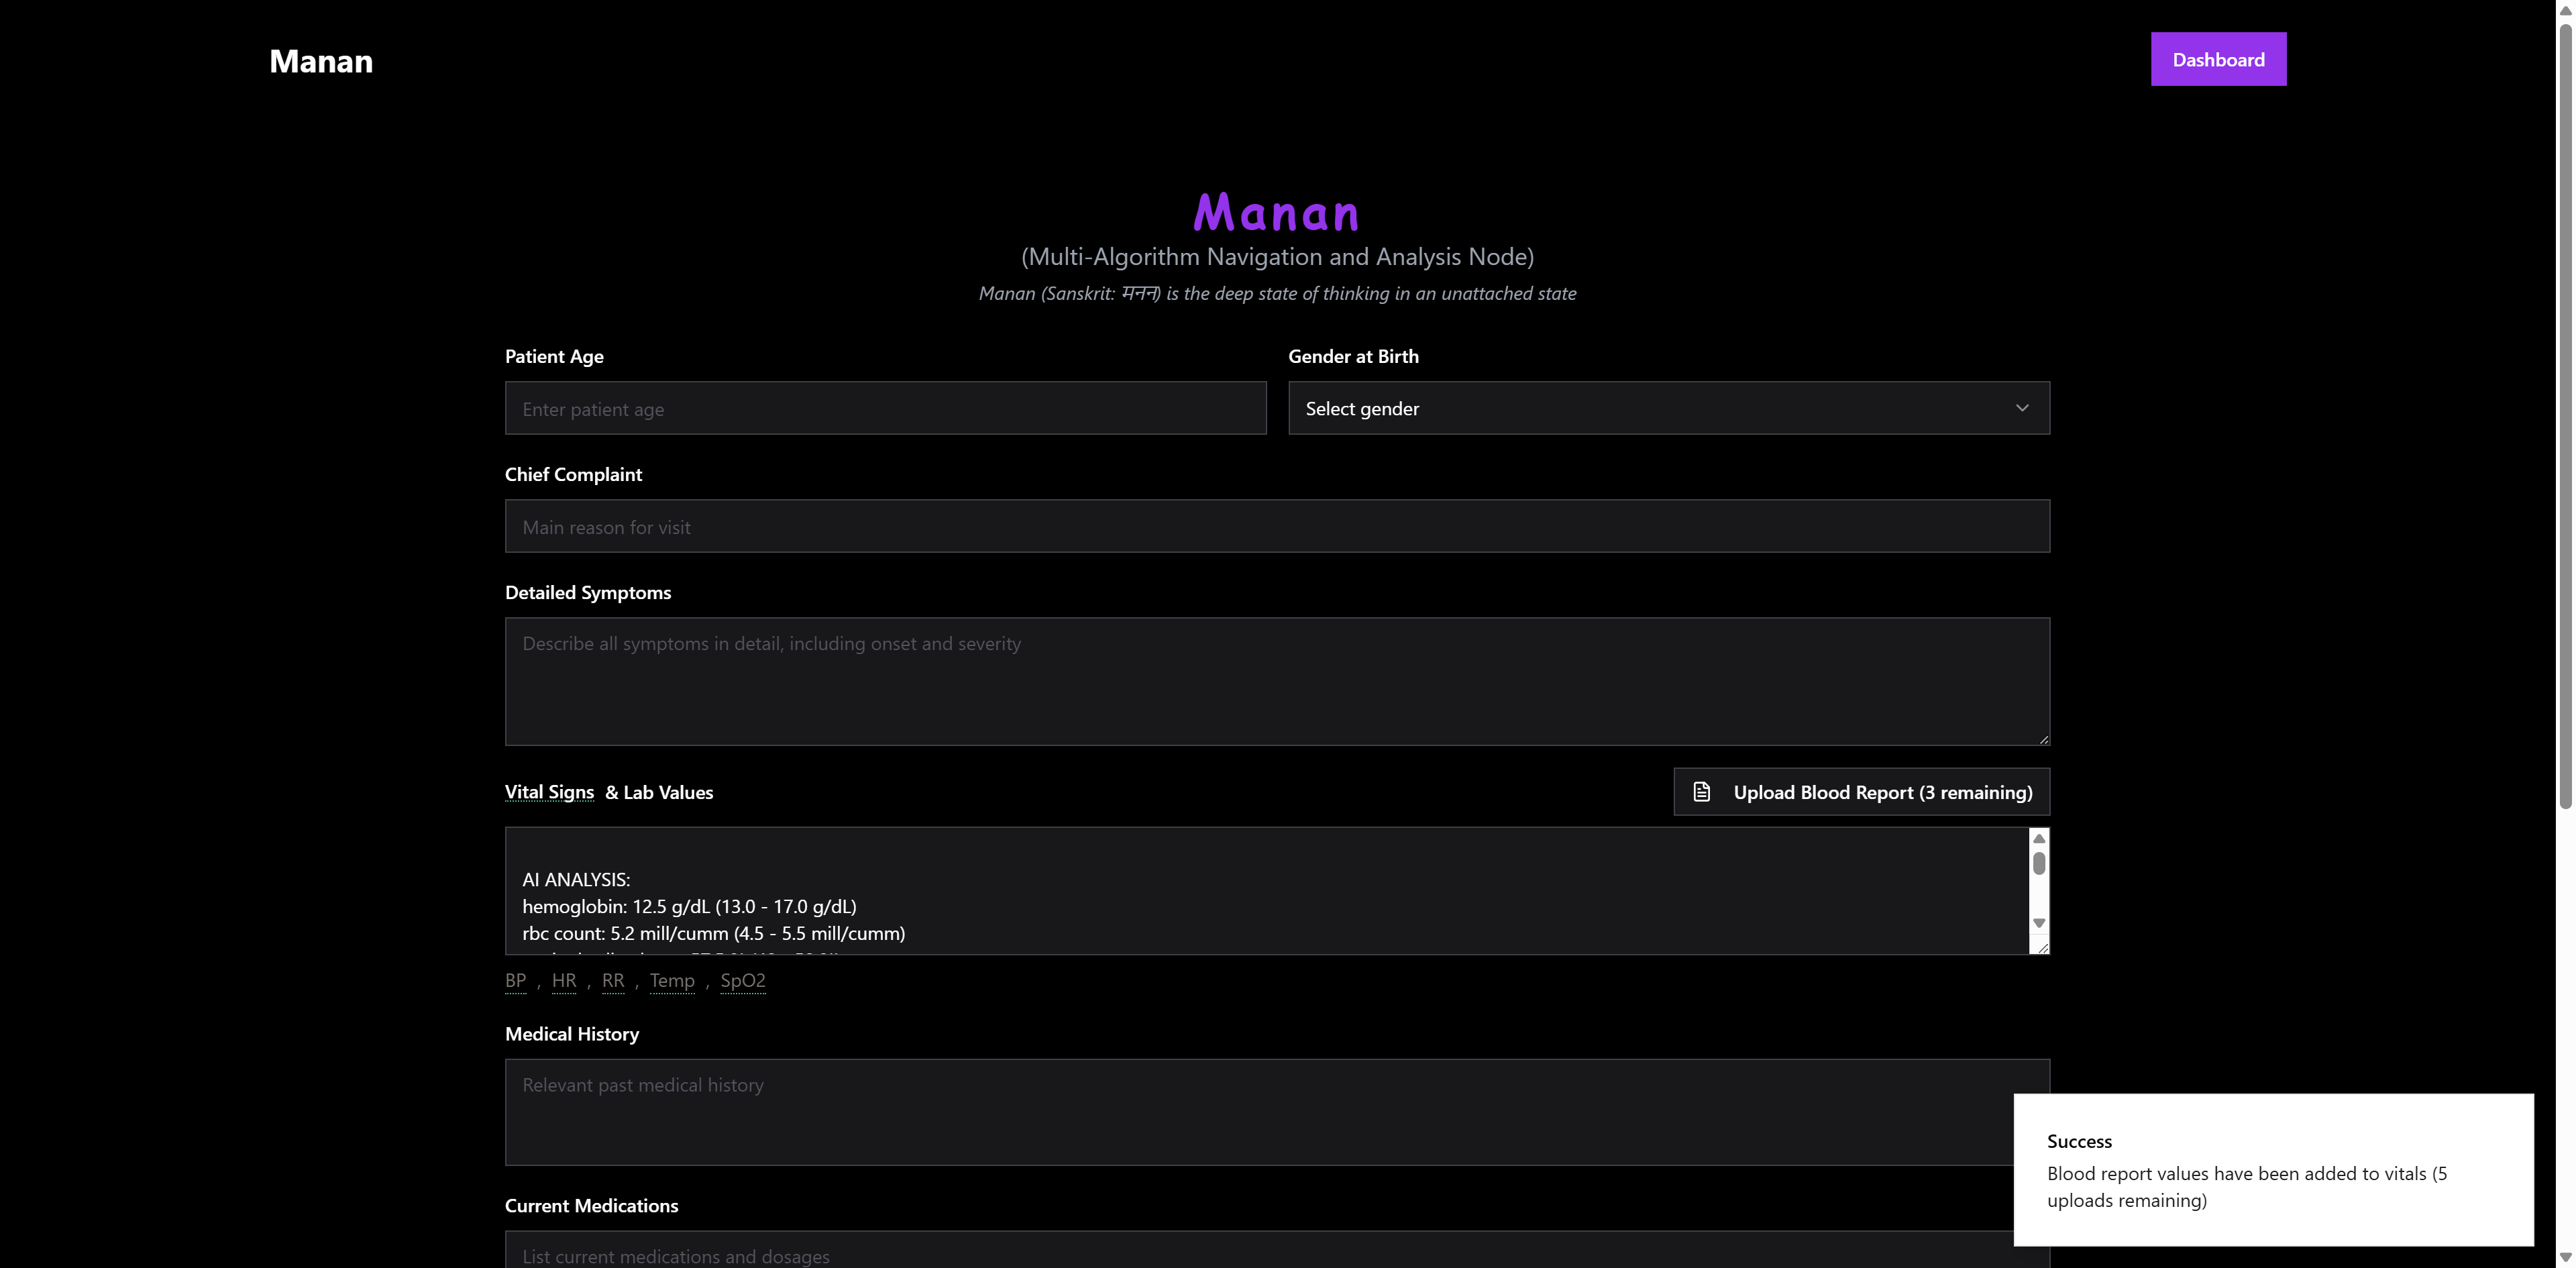 Manan
Dashboard
Manan
(Multi-Algorithm Navigation and Analysis Node)
Manan (Sanskrit: मनन) is the deep state of thinking in an unattached state
Patient Age
Gender at Birth
Enter patient age
Select gender
Chief Complaint
Main reason for visit
Detailed Symptoms
Describe all symptoms in detail, including onset and severity
Vital Signs & Lab Values
Upload Blood Report (3 remaining)
AI ANALYSIS:
hemoglobin: 12.5 g/dL (13.0 - 17.0 g/dL)
rbc count: 5.2 mill/cumm (4.5 - 5.5 mill/cumm)
BP , HR , RR , Temp , SpO2
Medical History
Relevant past medical history
Success
Blood report values have been added to vitals (5
uploads remaining)
Current Medications
List current medications and dosages